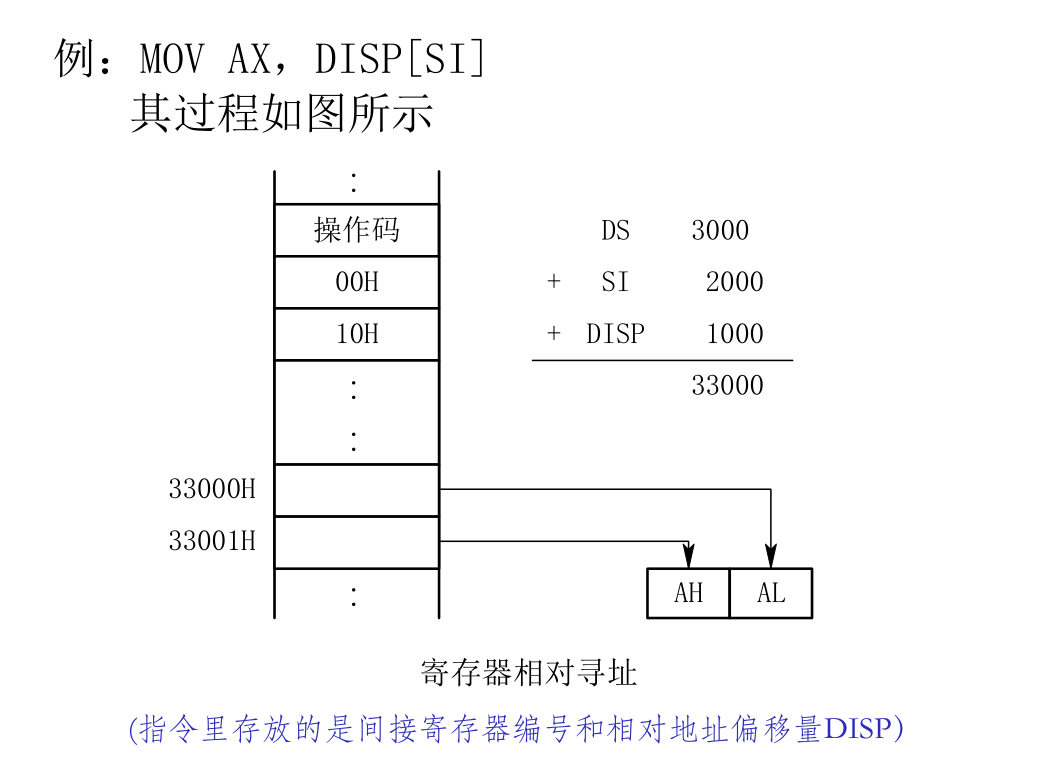 例：MOV AX，DISP[SI]
其过程如图所示
:
操作码
00H
10H
:
:
33000H
33001H
:
DS 3000
+ SI 2000
+ DISP 1000
33000
AH AL
寄存器相对寻址
(指令里存放的是间接寄存器编号和相对地址偏移量DISP）